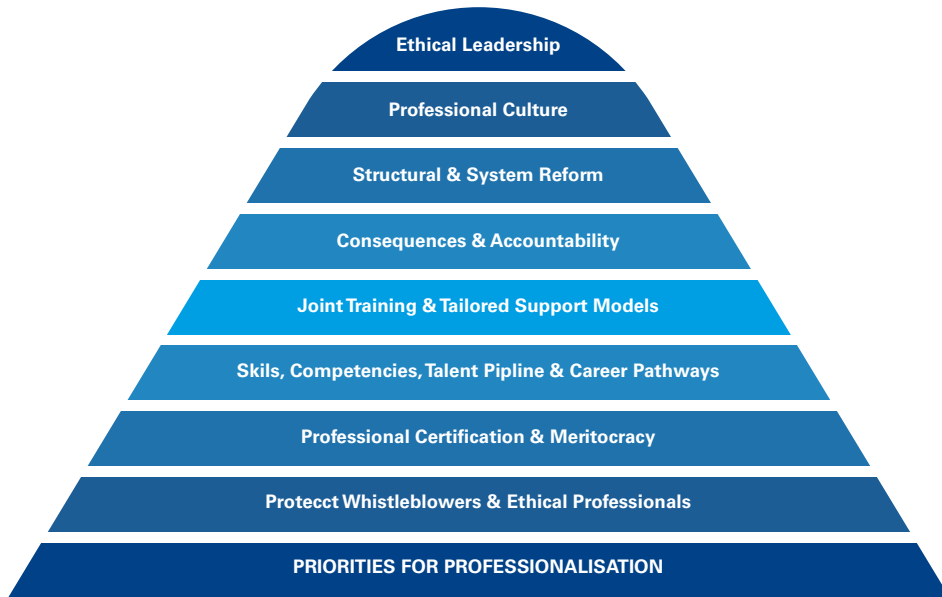 Ethical Leadership
Professional Culture
Structural & System Reform
Consequences & Accountability
Joint Training & Tailored Support Models
Skils, Competencies, Talent Pipline & Career Pathways
Professional Certification & Meritocracy
Protecct Whistleblowers & Ethical Professionals
PRIORITIES FOR PROFESSIONALISATION